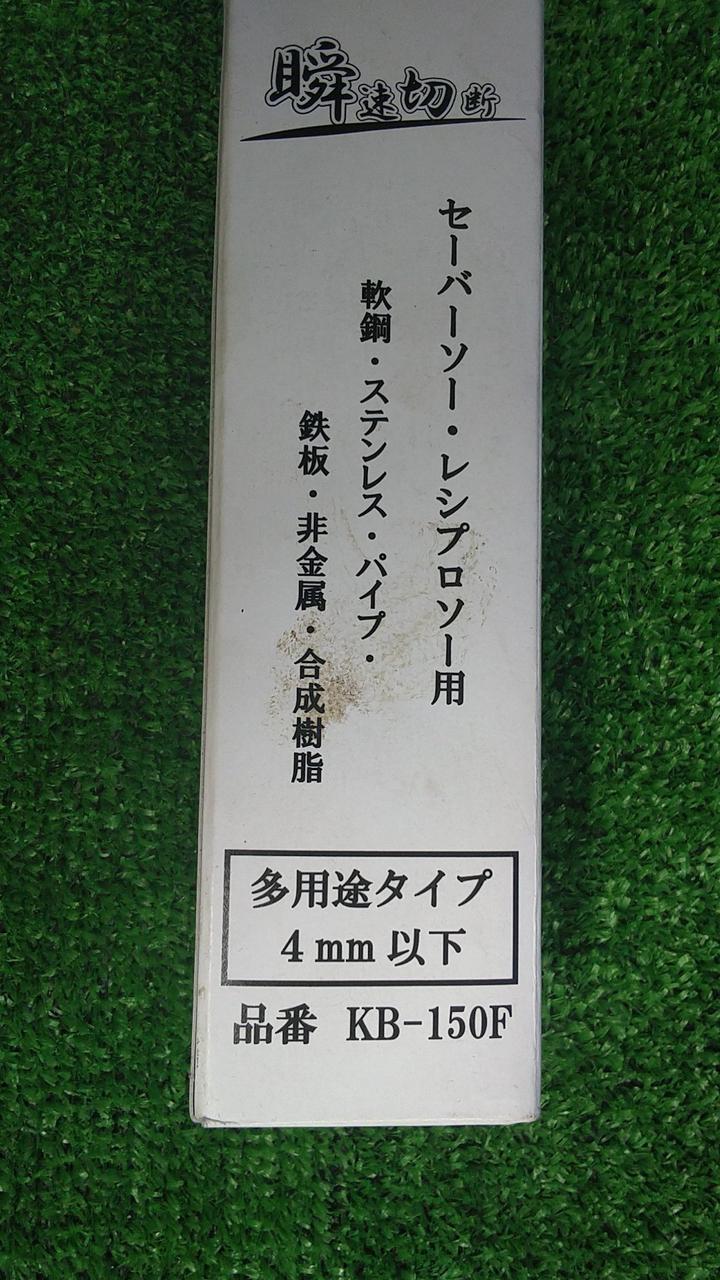 瞬速切断
セーバーソー・レシプロソー用
軟鋼・ステンレス・パイプ・
鉄板・非金属・合成樹脂
多用途タイプ
4mm以下
品番 KB-150F